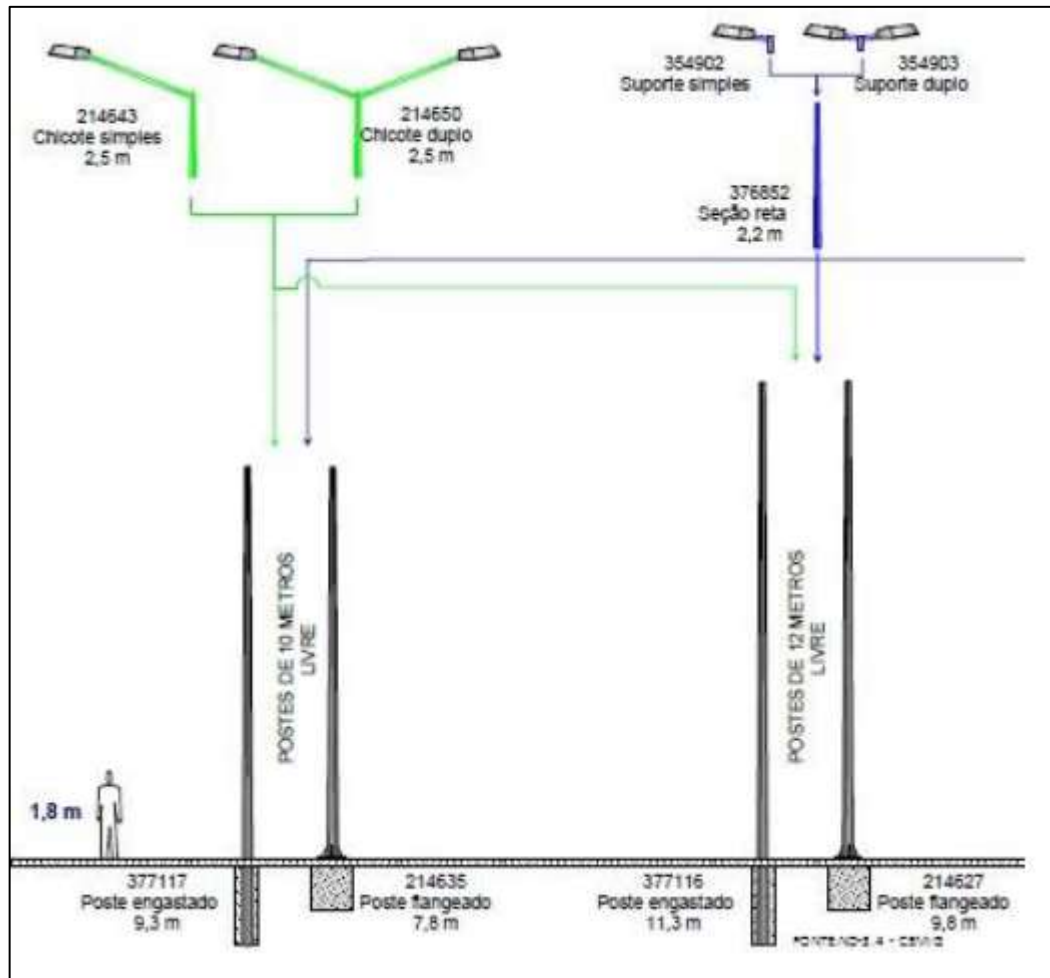 214643
Chicote simples
2,5 m
214650
Chicote duplo
2,5 m
354902
Suporte simples
354903
Suporte duplo
376852
Seção reta
2,2 m
POSTES DE 10 METROS
LIVRE
POSTES DE 12 METROS
LIVRE
1,8 m
377117
Poste engastado
9,3 m
214635
Poste flangeado
7,8 m
377116
Poste engastado
11,3 m
214627
Poste flangeado
9,8 m
- CEMIG